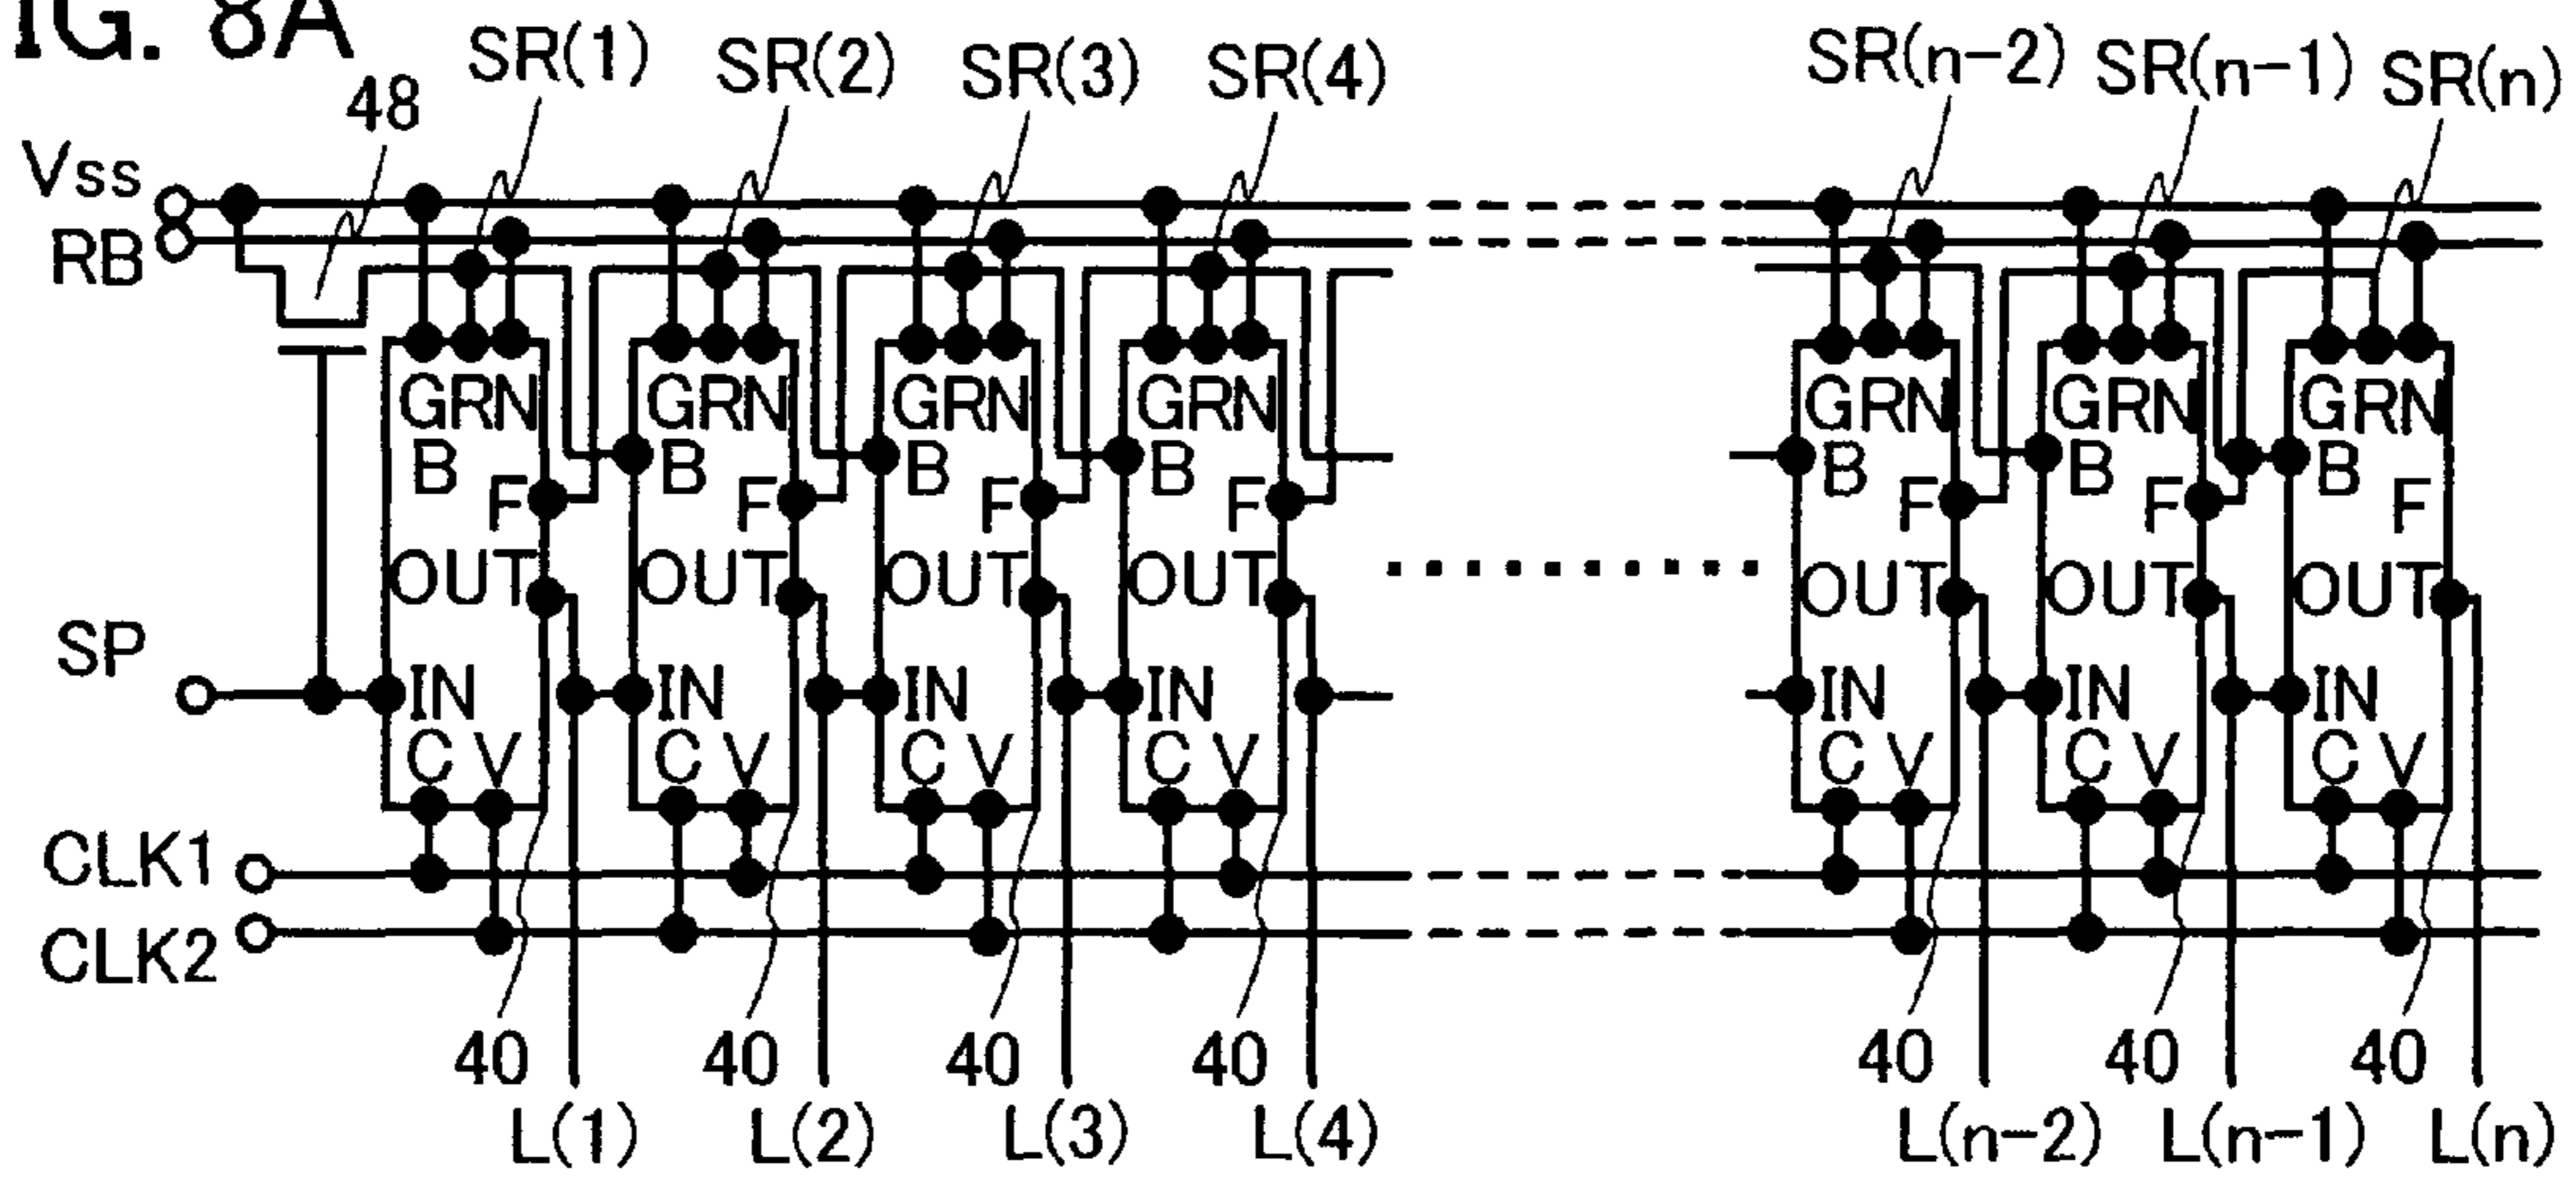 IG. 8A
SR(1) SR(2) SR(3) SR(4) SR(n-2) SR(n-1) SR(n)
48
Vss
RB
GRN GRN GRN GRN GRN GRN GRN
B B B B B B B
F F F F F F F
OUT OUT OUT OUT OUT OUT OUT
SP
IN IN IN IN IN IN IN
C V C V C V C V C V C V C V
CLK1
CLK2
40 40 40 40 40 40 40
L(1) L(2) L(3) L(4) L(n-2) L(n-1) L(n)